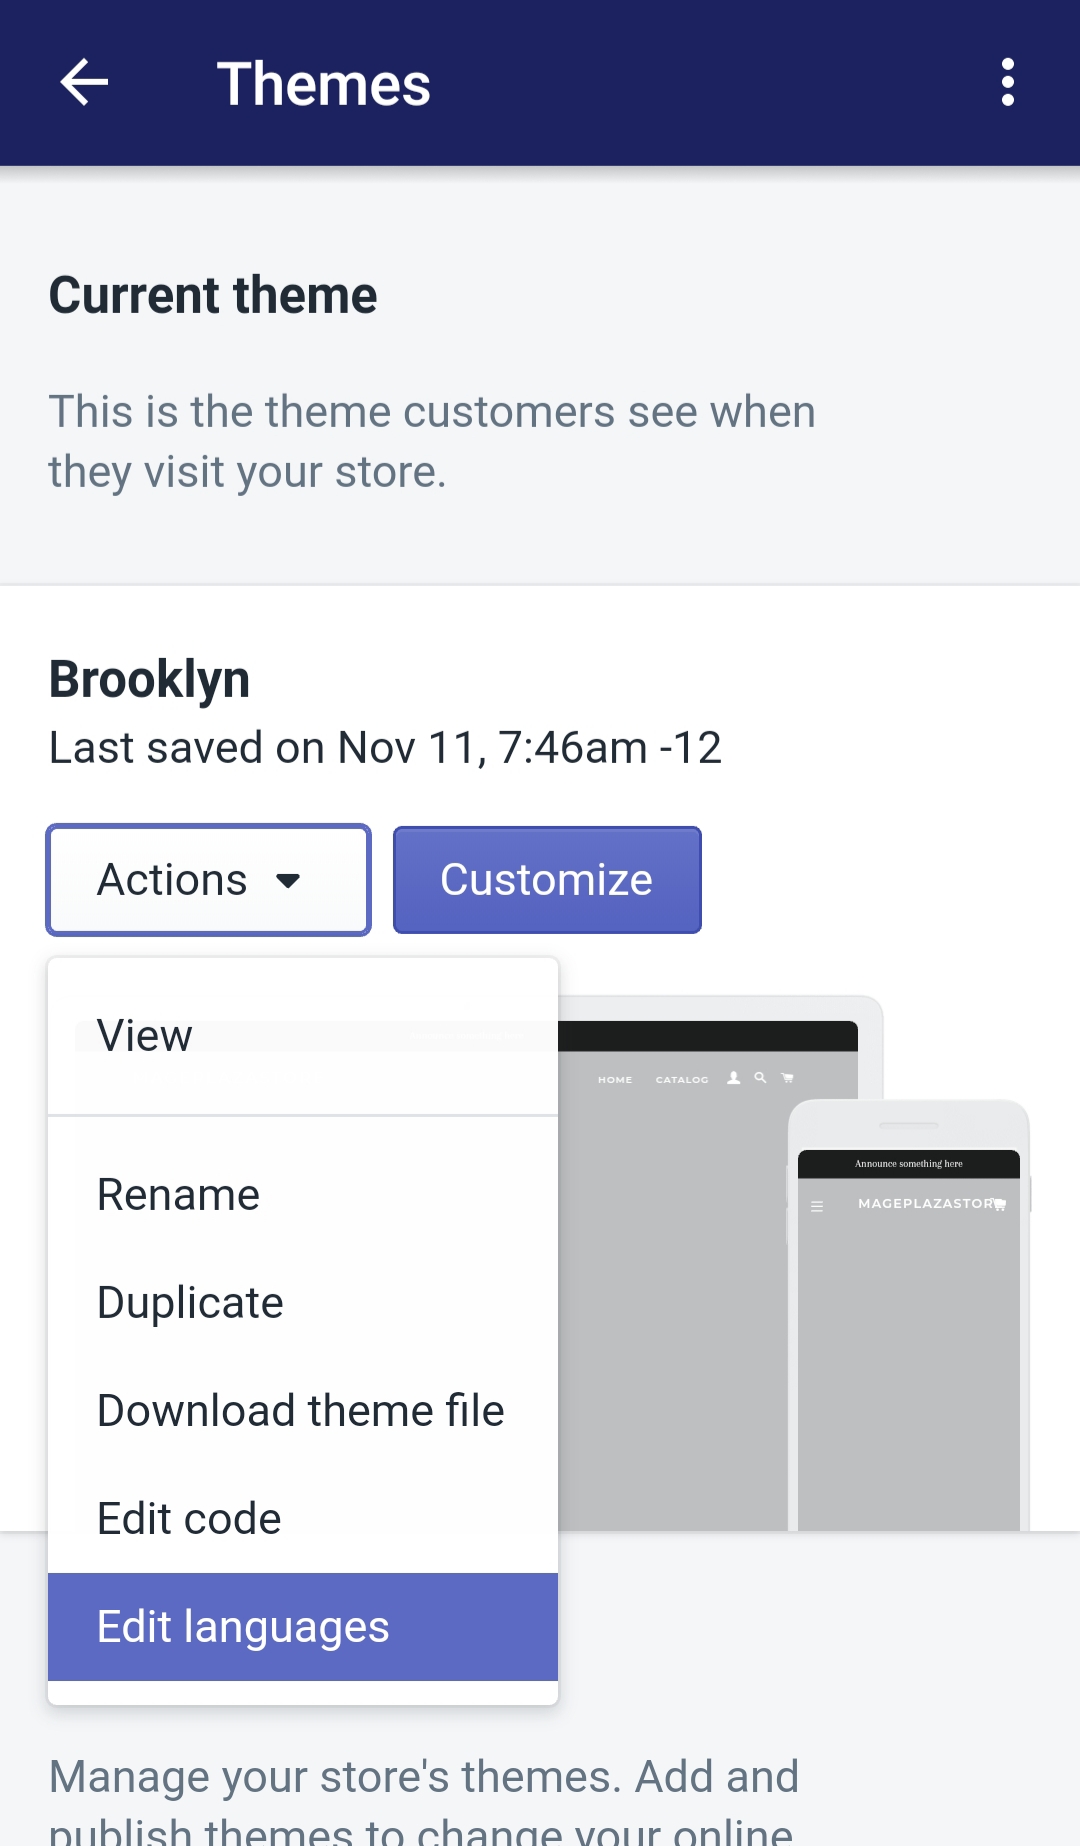 Themes
Current theme
This is the theme customers see when
they visit your store.
Brooklyn
Last saved on Nov 11, 7:46am -12
Actions
Customize
View
Rename
Duplicate
Download theme file
Edit code
Edit languages
HOME CATALOG
Announce something here
MAGEPLAZASTOR
Manage your store's themes. Add and
publish themes to change your online